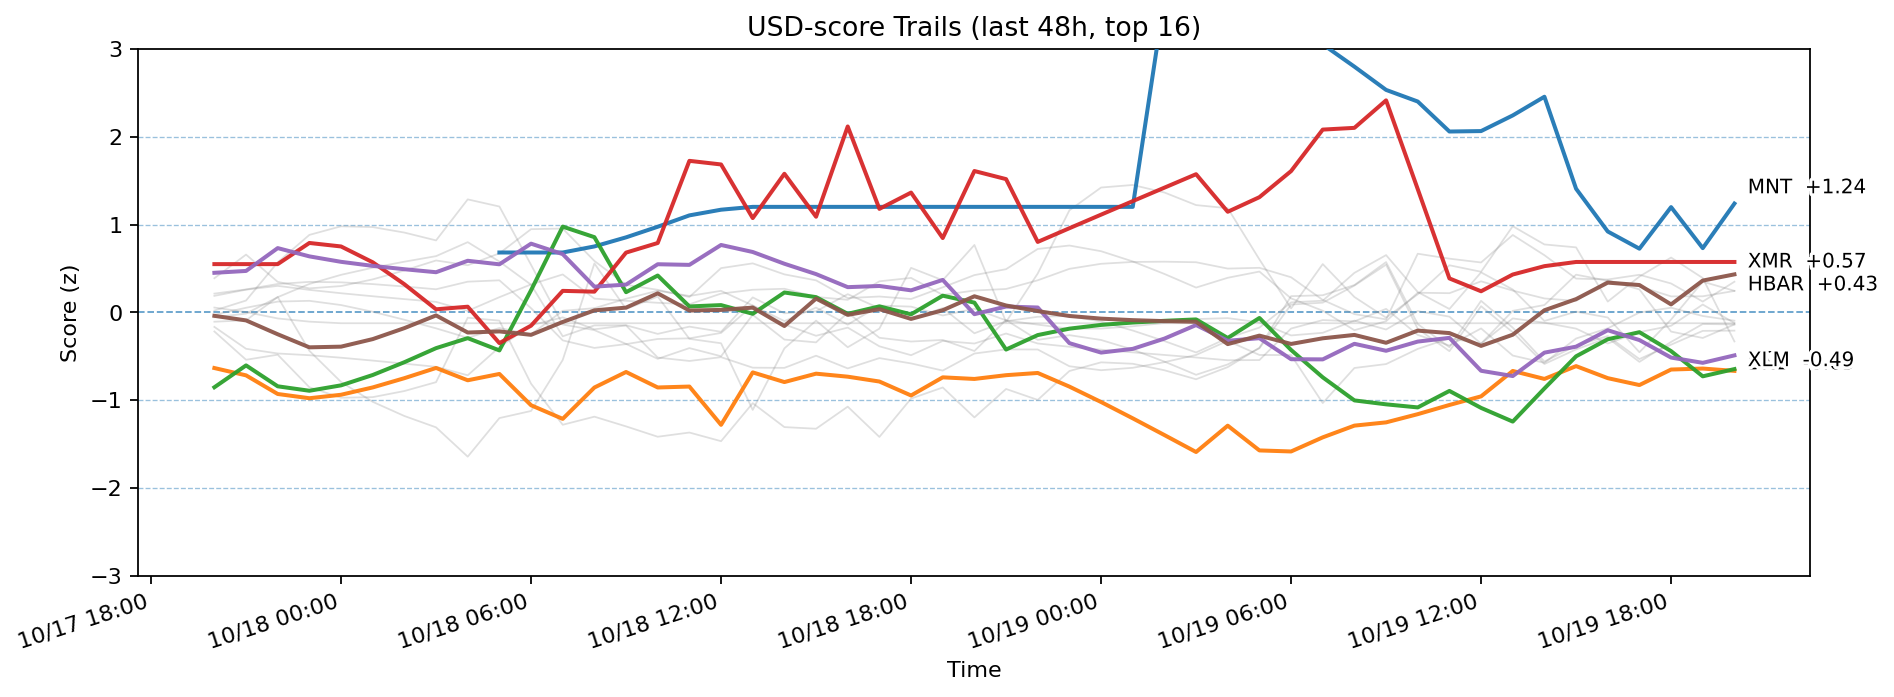 USD-score Trails (last 48h, top 16)
Score (z)
3
2
1
0
−1
−2
−3
MNT +1.24
XMR +0.57
HBAR +0.43
XLM -0.49
10/17 18:00
10/18 00:00
10/18 06:00
10/18 12:00
10/18 18:00
10/19 00:00
10/19 06:00
10/19 12:00
10/19 18:00
Time